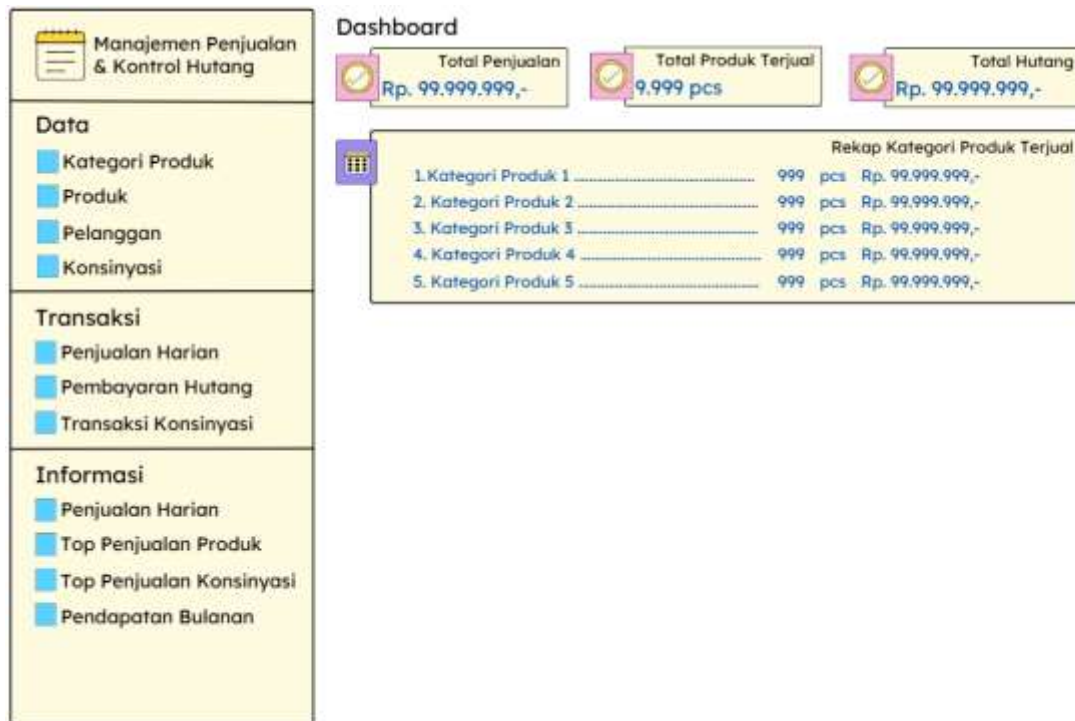 Manajemen Penjualan
& Kontrol Hutang
Data
Kategori Produk
Produk
Pelanggan
Konsinyasi
Transaksi
Penjualan Harian
Pembayaran Hutang
Transaksi Konsinyasi
Informasi
Penjualan Harian
Top Penjualan Produk
Top Penjualan Konsinyasi
Pendapatan Bulanan
Dashboard
Total Penjualan
Rp. 99.999.999,-
Total Produk Terjual
9.999 pcs
Total Hutang
Rp. 99.999.999,-
Rekap Kategori Produk Terjual
1. Kategori Produk 1 ........................................ 999 pcs Rp. 99.999.999,-
2. Kategori Produk 2 ........................................ 999 pcs Rp. 99.999.999,-
3. Kategori Produk 3 ........................................ 999 pcs Rp. 99.999.999,-
4. Kategori Produk 4 ........................................ 999 pcs Rp. 99.999.999,-
5. Kategori Produk 5 ........................................ 999 pcs Rp. 99.999.999,-